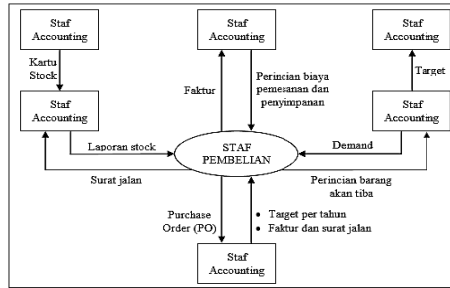 Staf
Accounting
Staf
Accounting
Staf
Accounting
Kartu
Stock
Faktur
Perincian biaya
pemesanan dan
penyimpanan
Target
Staf
Accounting
Staf
Accounting
Laporan stock
STAF
PEMBELIAN
Demand
Surat jalan
Perincian barang
akan tiba
Purchase
Order (PO)
• Target per tahun
• Faktur dan surat jalan
Staf
Accounting